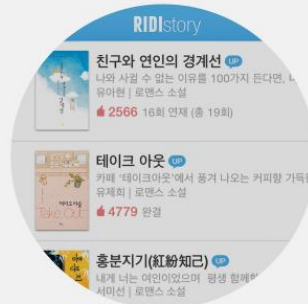 RIDIstory
친구와 연인의 경계선 UP
나와 사귈 수 없는 이유를 100가지 든다면,
유아현 | 로맨스 소설
2566 16회 연재 (총 19회)
테이크 아웃 UP
카페 '테이크아웃'에서 풍겨 나오는 커피향 가득한
유제희 | 로맨스 소설
4779 완결
Take Out
홍분지기(紅紛知己) UP
내게 너는 여인이었으며 평생 함께할
서미선 | 로맨스 소설